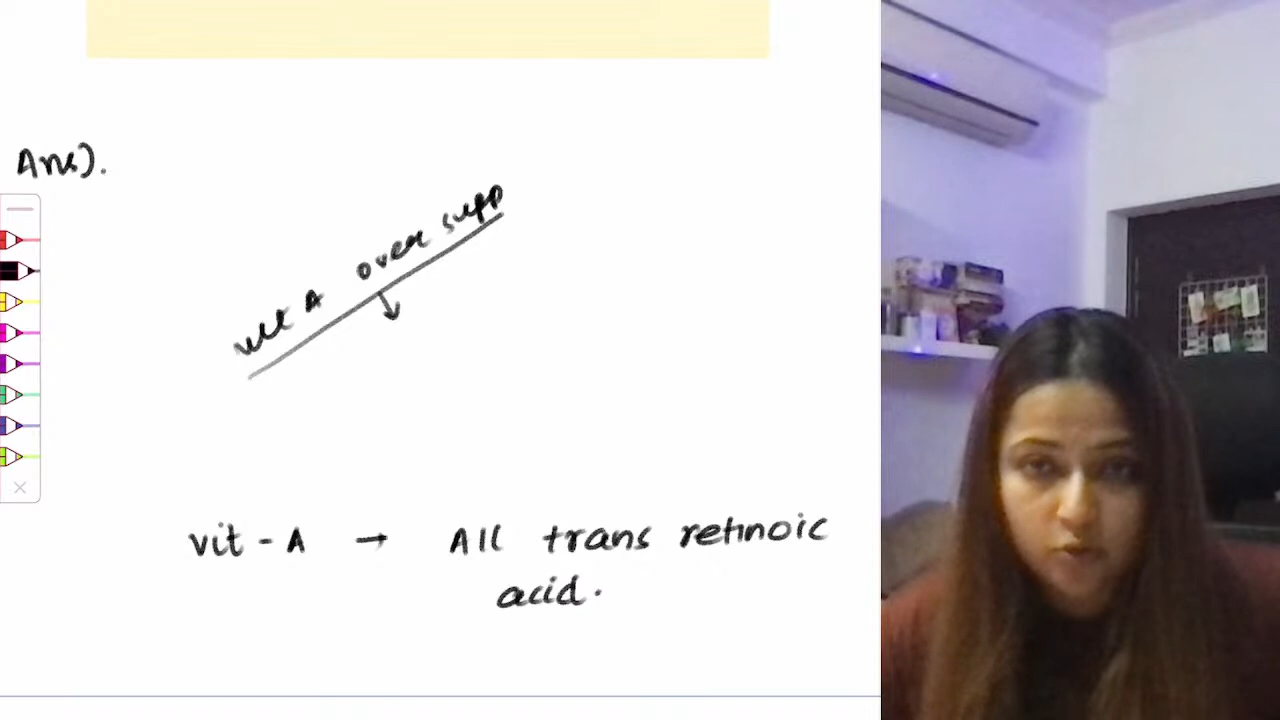 Ans).
vit A over supp
vit - A → All trans retinoic
acid.